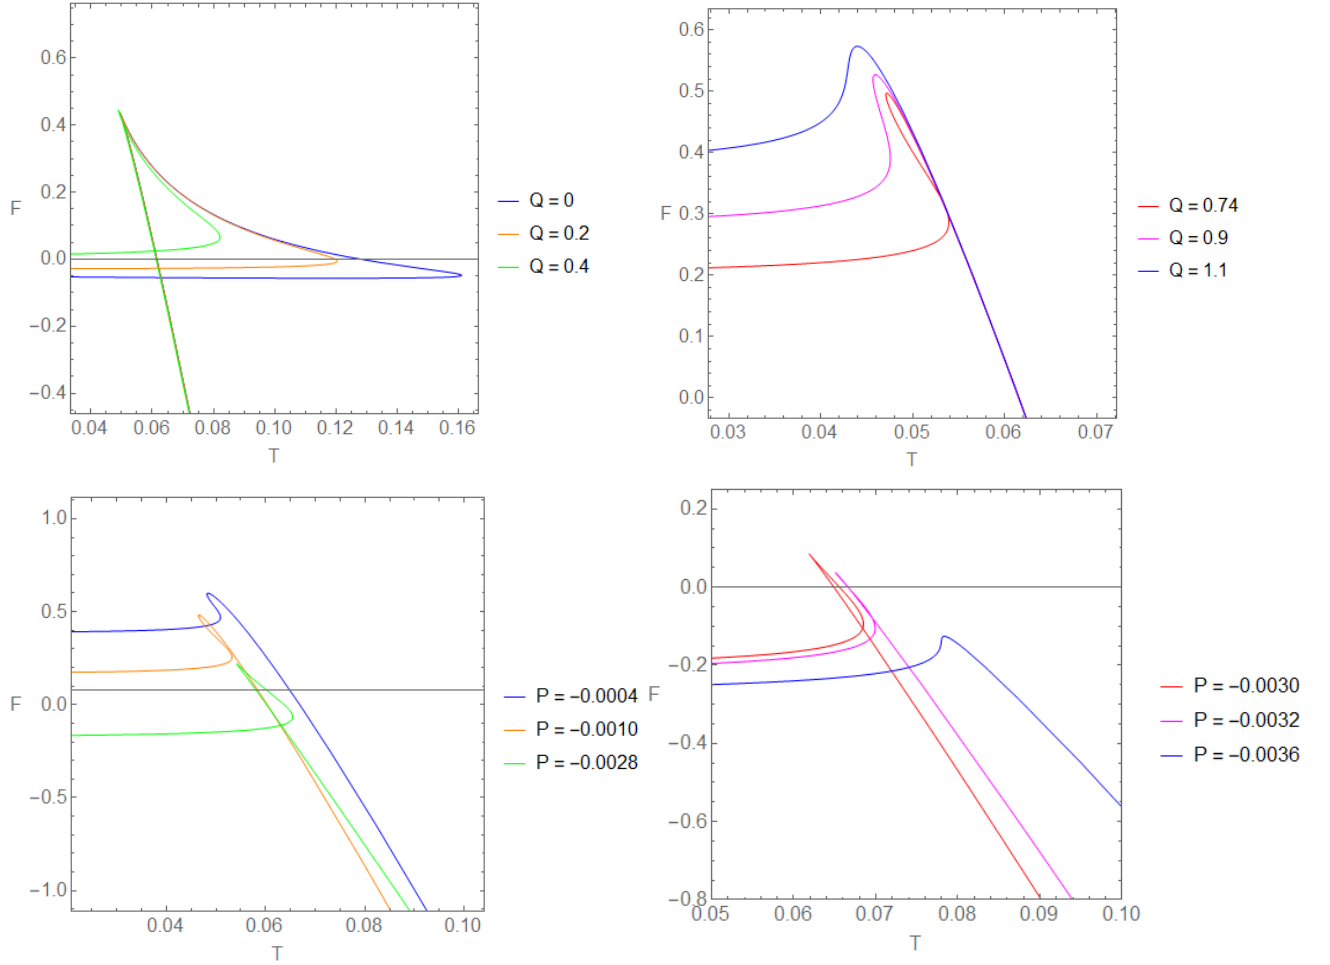 0.6
0.4
0.2
F
0.0
−0.2
−0.4
0.04 0.06 0.08 0.10 0.12 0.14 0.16
T
Q = 0
Q = 0.2
Q = 0.4
0.6
0.5
0.4
F 0.3
0.2
0.1
0.0
0.03 0.04 0.05 0.06 0.07
T
Q = 0.74
Q = 0.9
Q = 1.1
1.0
0.5
F 0.0
−0.5
−1.0
0.04 0.06 0.08 0.10
T
P = −0.0004
P = −0.0010
P = −0.0028
0.2
0.0
−0.2
F
−0.4
−0.6
−0.8
0.05 0.06 0.07 0.08 0.09 0.10
T
P = −0.0030
P = −0.0032
P = −0.0036